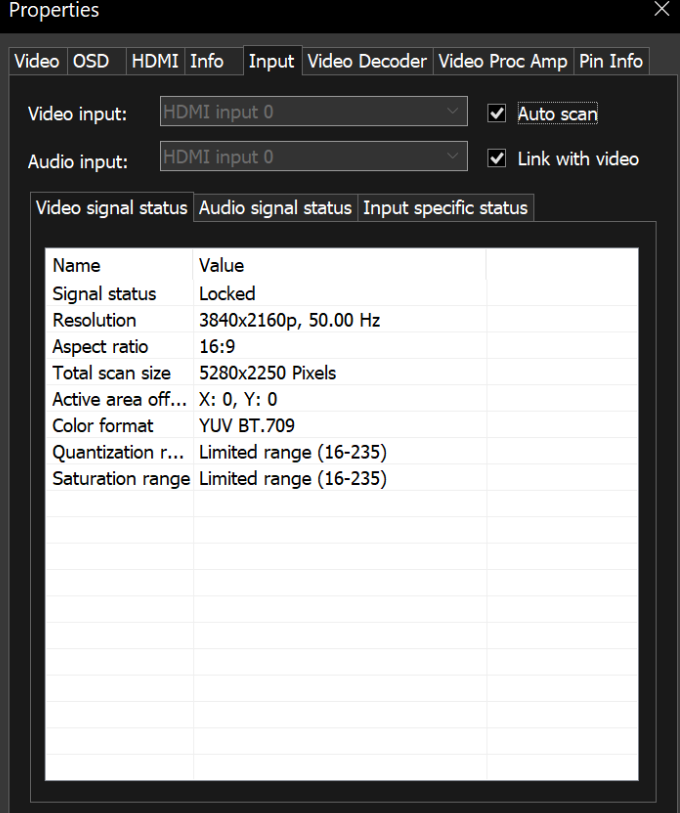 Properties
Video OSD HDMI Info Input Video Decoder Video Proc Amp Pin Info
Video input: HDMI input 0 Auto scan
Audio input: HDMI input 0 Link with video
Video signal status Audio signal status Input specific status
Name Value
Signal status Locked
Resolution 3840x2160p, 50.00 Hz
Aspect ratio 16:9
Total scan size 5280x2250 Pixels
Active area off... X: 0, Y: 0
Color format YUV BT.709
Quantization r... Limited range (16-235)
Saturation range Limited range (16-235)